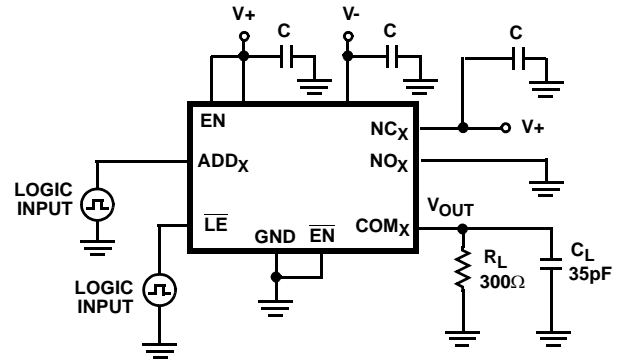 V+
C
V-
C
C
EN
NCX
V+
ADDX
NOX
LOGIC
INPUT
LE
GND
EN
COMX
VOUT
RL
300Ω
CL
35pF
LOGIC
INPUT